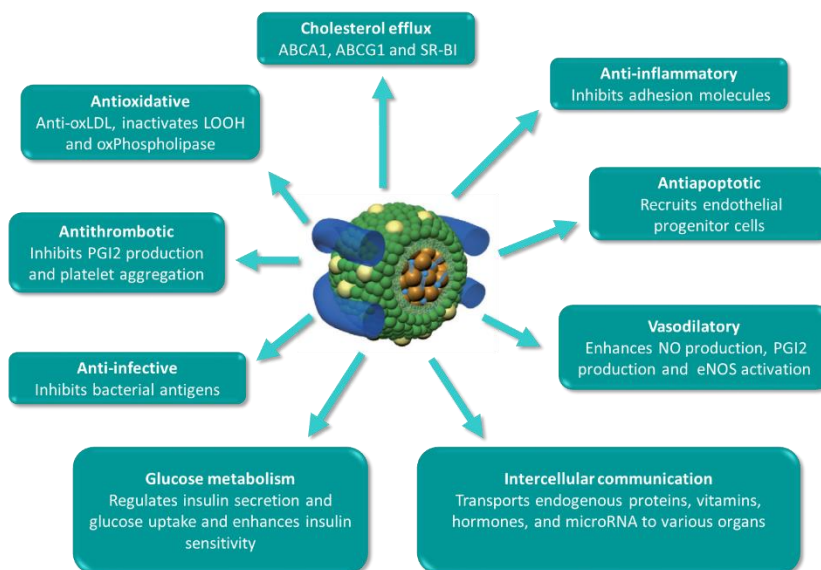 Cholesterol efflux
ABCA1, ABCG1 and SR-BI
Anti-inflammatory
Inhibits adhesion molecules
Antioxidative
Anti-oxLDL, inactivates LOOH
and oxPhospholipase
Antiapoptotic
Recruits endothelial
progenitor cells
Antithrombotic
Inhibits PGI2 production
and platelet aggregation
Vasodilatory
Enhances NO production, PGI2
production and eNOS activation
Anti-infective
Inhibits bacterial antigens
Glucose metabolism
Regulates insulin secretion and
glucose uptake and enhances insulin
sensitivity
Intercellular communication
Transports endogenous proteins, vitamins,
hormones, and microRNA to various organs